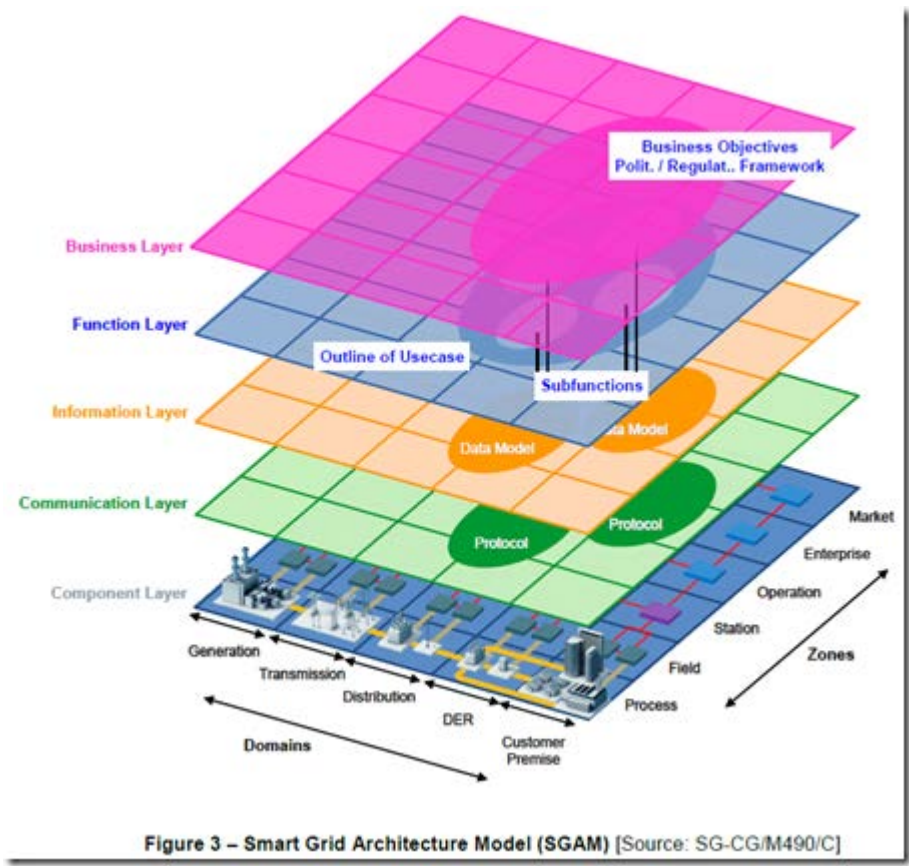 Business Objectives
Polit. / Regulat.. Framework
Business Layer
Function Layer
Outline of Usecase
Subfunctions
Information Layer
Data Model
Data Model
Communication Layer
Protocol
Protocol
Component Layer
Market
Enterprise
Operation
Station
Field
Process
Zones
Generation
Transmission
Distribution
DER
Customer
Premise
Domains
Figure 3 – Smart Grid Architecture Model (SGAM) [Source: SG-CG/M490/C]